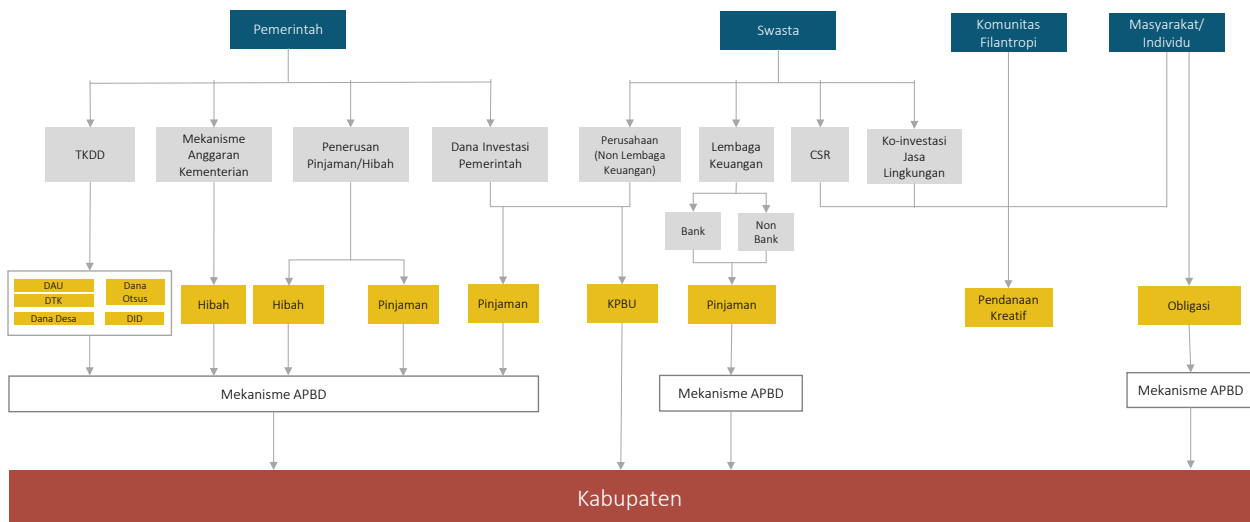 Pemerintah
Swasta
Komunitas
Filantropi
Masyarakat/
Individu
TKDD
Mekanisme
Anggaran
Kementerian
Penerusan
Pinjaman/Hibah
Dana Investasi
Pemerintah
Perusahaan
(Non Lembaga
Keuangan)
Lembaga
Keuangan
CSR
Ko-investasi
Jasa
Lingkungan
Bank
Non
Bank
DAU
DTK
Dana Desa
Dana
Otsus
DID
Hibah
Hibah
Pinjaman
Pinjaman
KPBU
Pinjaman
Pendanaan
Kreatif
Obligasi
Mekanisme APBD
Mekanisme APBD
Mekanisme APBD
Kabupaten